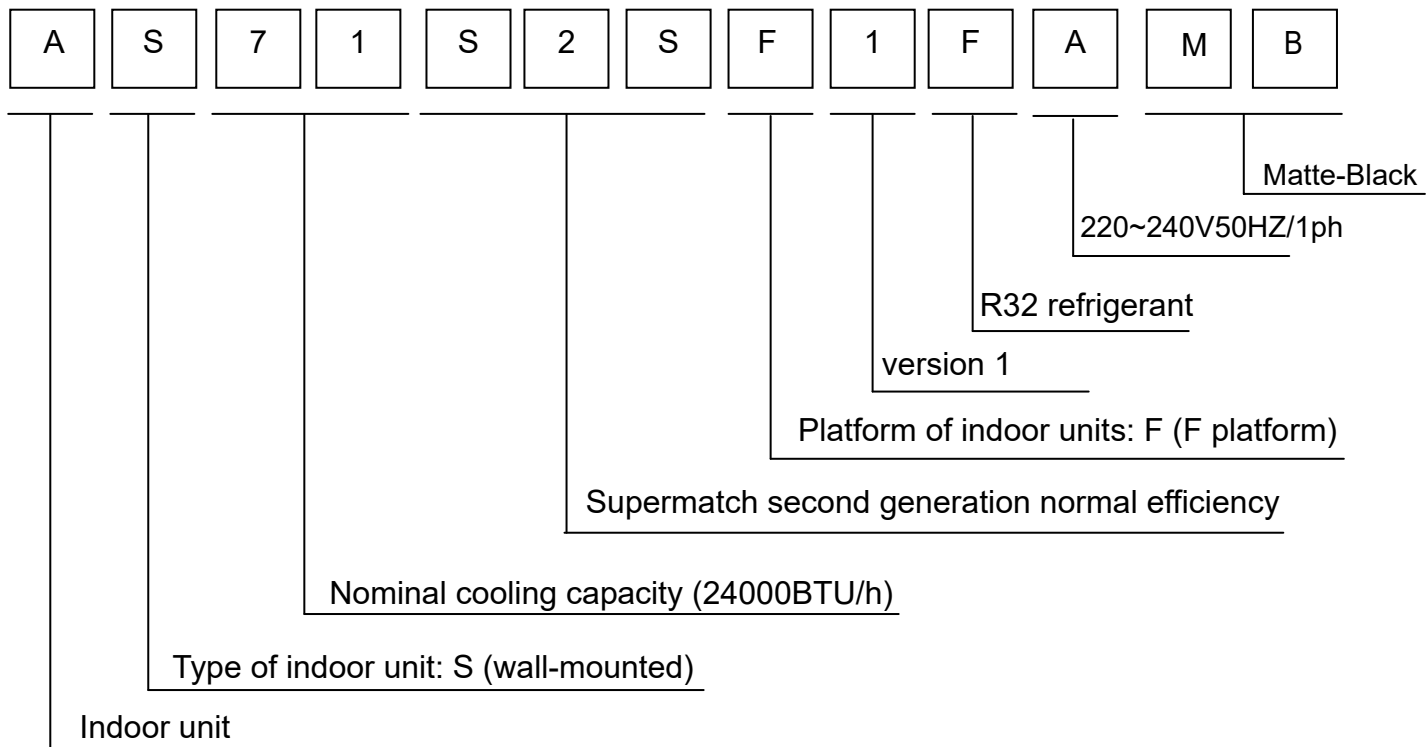 A S 7 1 S 2 S F 1 F A M B
Matte-Black
220~240V50HZ/1ph
R32 refrigerant
version 1
Platform of indoor units: F (F platform)
Supermatch second generation normal efficiency
Nominal cooling capacity (24000BTU/h)
Type of indoor unit: S (wall-mounted)
Indoor unit